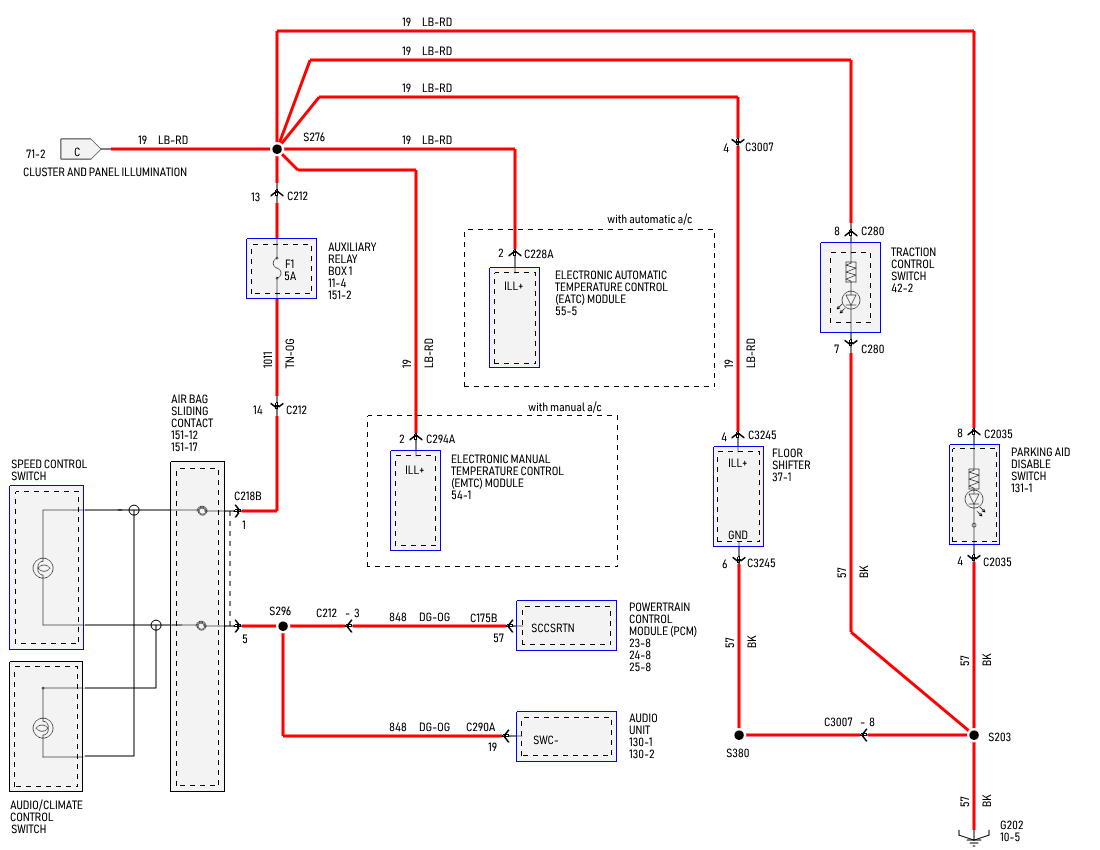 19 LB-RD
19 LB-RD
19 LB-RD
S276
19 LB-RD
19 LB-RD
71-2
C
CLUSTER AND PANEL ILLUMINATION
4 C3007
13 C212
F1
5A
AUXILIARY
RELAY
BOX 1
11-4
151-2
with automatic a/c
2 C228A
ILL+
ELECTRONIC AUTOMATIC
TEMPERATURE CONTROL
(EATC) MODULE
55-5
8 C280
TRACTION
CONTROL
SWITCH
42-2
7 C280
1011
TN-OG
19
LB-RD
19
LB-RD
14 C212
AIR BAG
SLIDING
CONTACT
151-12
151-17
with manual a/c
2 C294A
ILL+
ELECTRONIC MANUAL
TEMPERATURE CONTROL
(EMTC) MODULE
54-1
4 C3245
ILL+
GND
FLOOR
SHIFTER
37-1
6 C3245
8 C2035
PARKING AID
DISABLE
SWITCH
131-1
4 C2035
SPEED CONTROL
SWITCH
C218B
1
5
S296
C212 - 3
848 DG-OG
C175B
57
SCCSRTN
POWERTRAIN
CONTROL
MODULE (PCM)
23-8
24-8
25-8
57
BK
57
BK
57
BK
848 DG-OG
C290A
19
SWC-
AUDIO
UNIT
130-1
130-2
S380
C3007 - 8
S203
57
BK
G202
10-5
AUDIO/CLIMATE
CONTROL
SWITCH